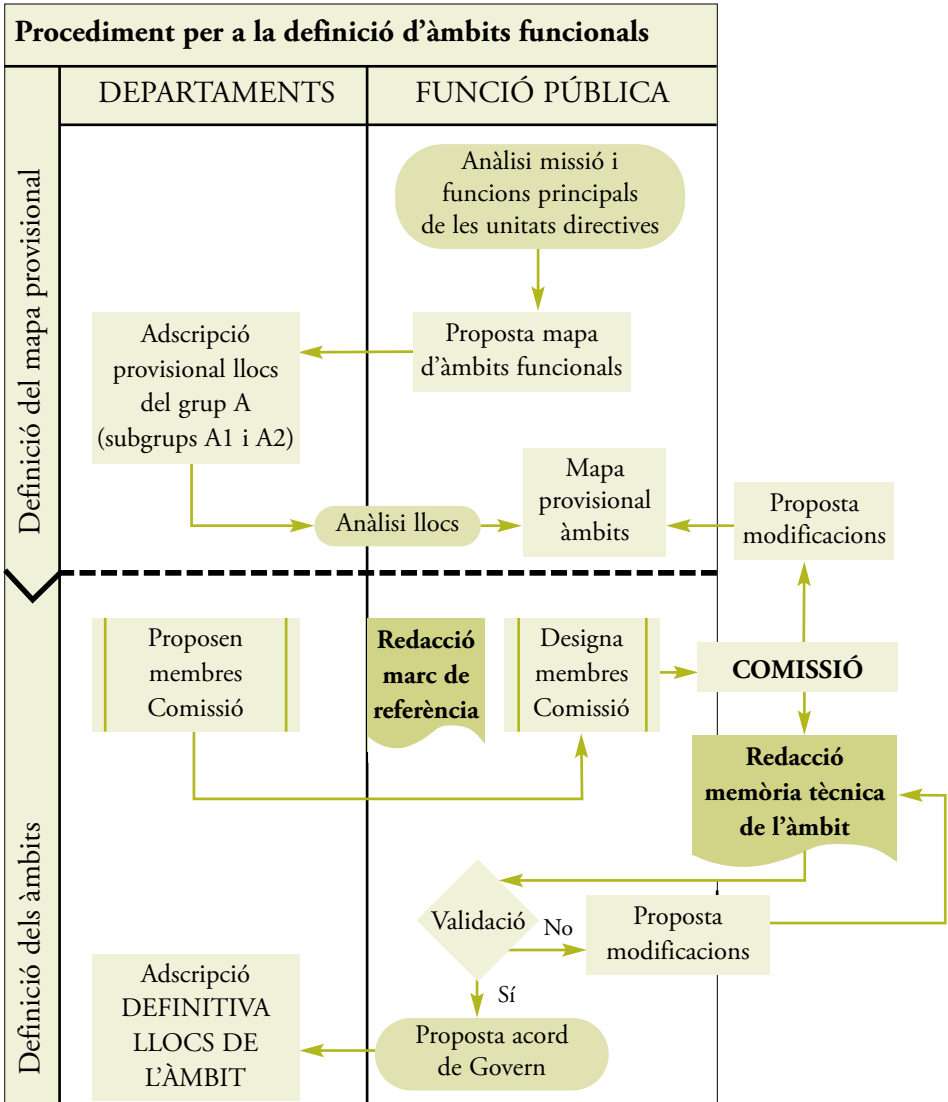 Procediment per a la definició d'àmbits funcionals
DEPARTAMENTS
FUNCIÓ PÚBLICA
Definició del mapa provisional
Anàlisi missió i
funcions principals
de les unitats directives
Adscripció
provisional llocs
del grup A
(subgrups A1 i A2)
Proposta mapa
d'àmbits funcionals
Anàlisi llocs
Mapa
provisional
àmbits
Proposta
modificacions
Definició dels àmbits
Proposen
membres
Comissió
Redacció
marc de
referència
Designa
membres
Comissió
COMISSIÓ
Redacció
memòria tècnica
de l'àmbit
Validació
No
Proposta
modificacions
Sí
Adscripció
DEFINITIVA
LLOCS DE
L'ÀMBIT
Proposta acord
de Govern